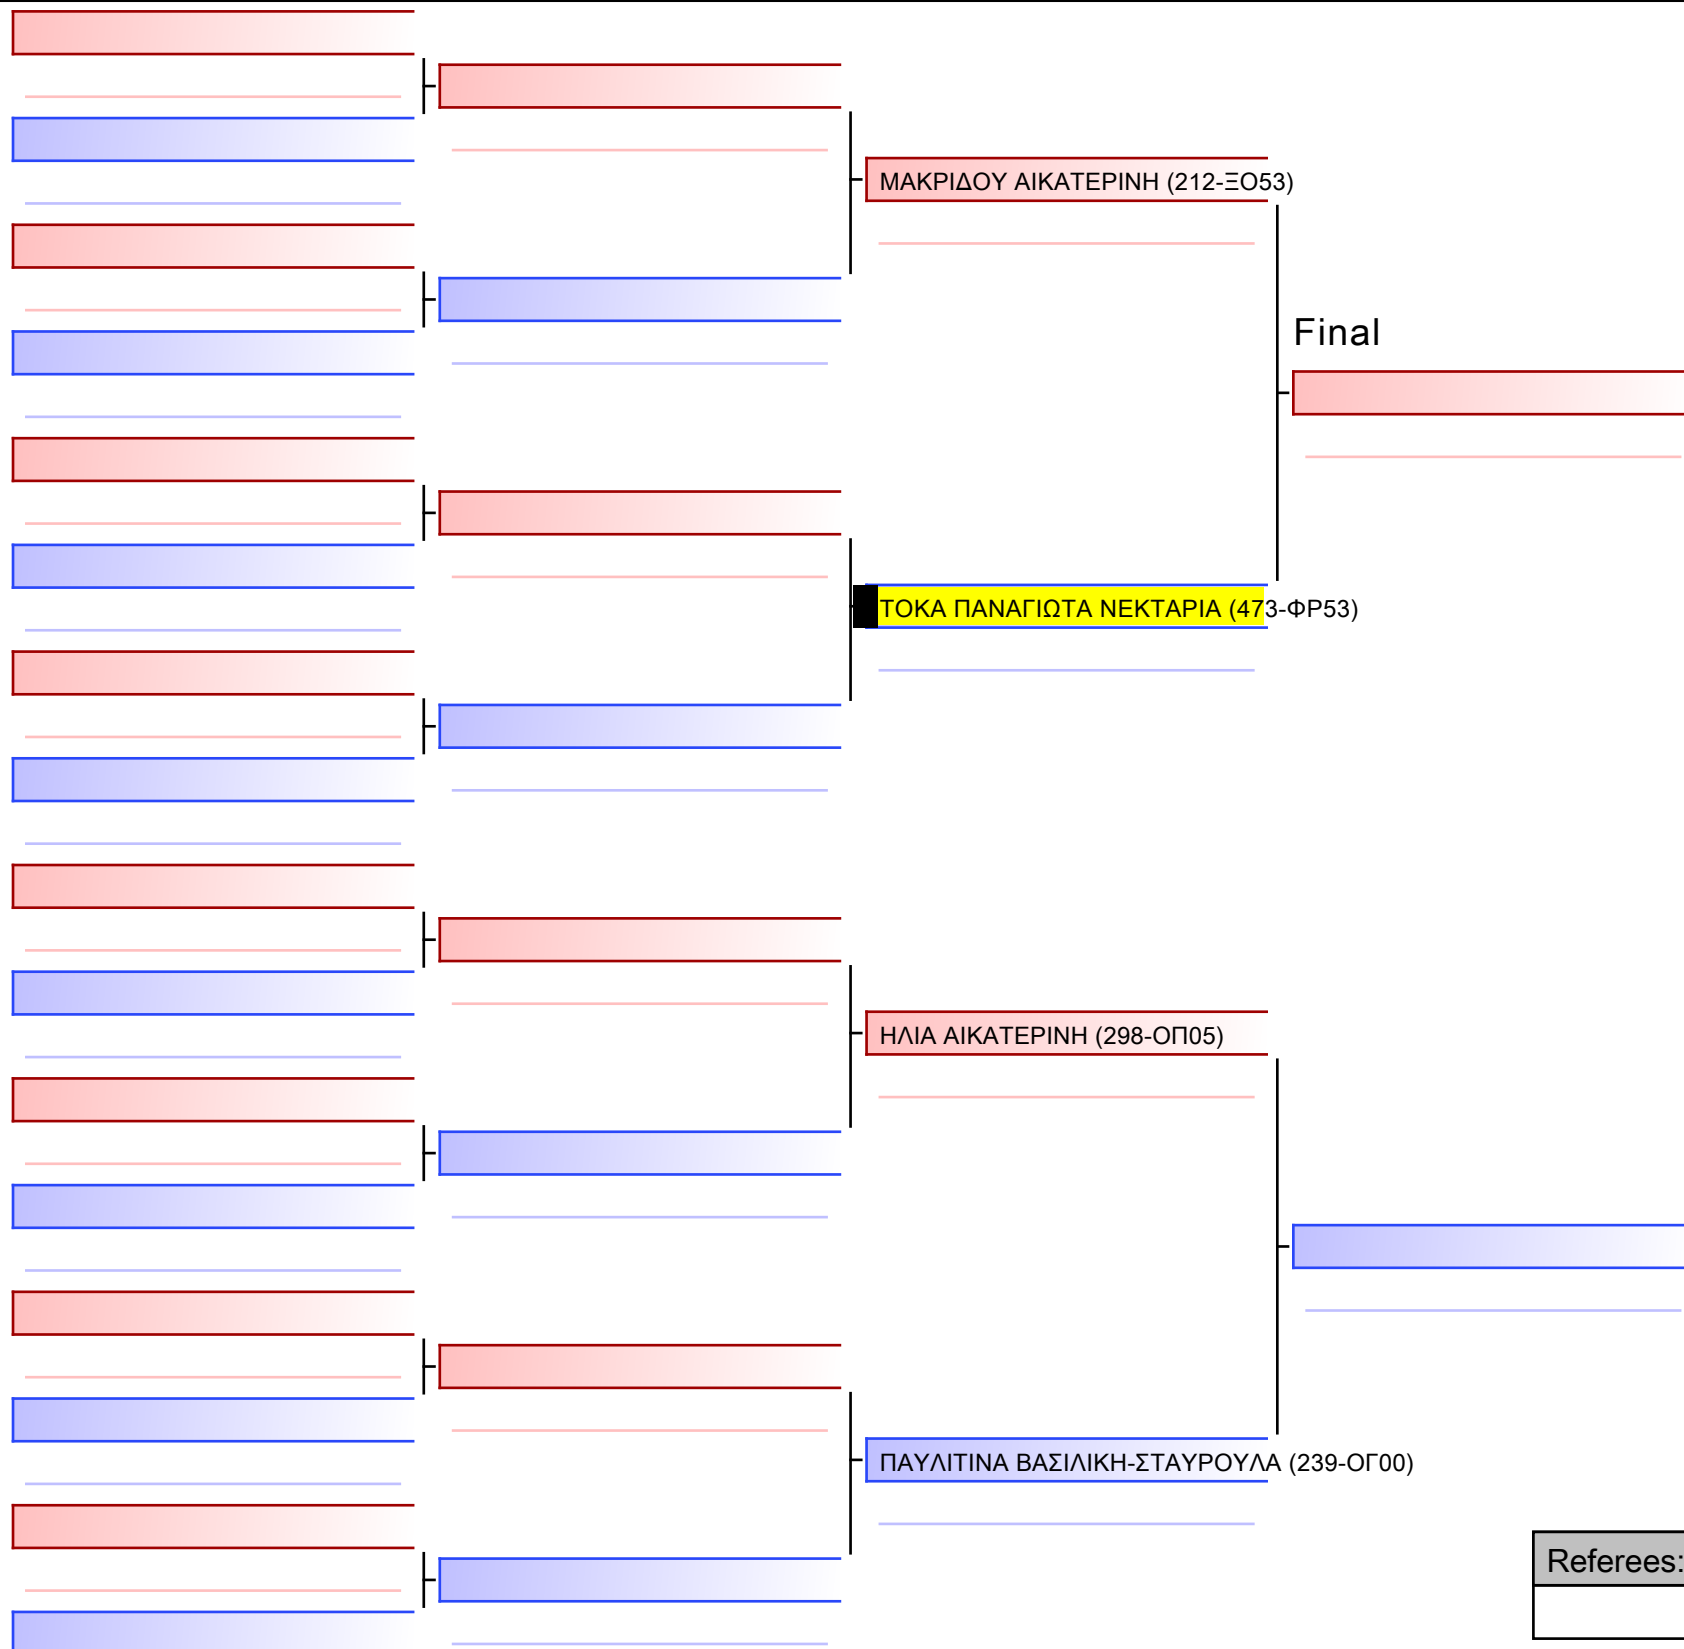 ΜΑΚΡΙΔΟΥ ΑΙΚΑΤΕΡΙΝΗ (212-ΞΟ53)
Final
ΤΟΚΑ ΠΑΝΑΓΙΩΤΑ ΝΕΚΤΑΡΙΑ (473-ΦΡ53)
ΗΛΙΑ ΑΙΚΑΤΕΡΙΝΗ (298-ΟΠ05)
ΠΑΥΛΙΤΙΝΑ ΒΑΣΙΛΙΚΗ-ΣΤΑΥΡΟΥΛΑ (239-ΟΓ00)
Referees: